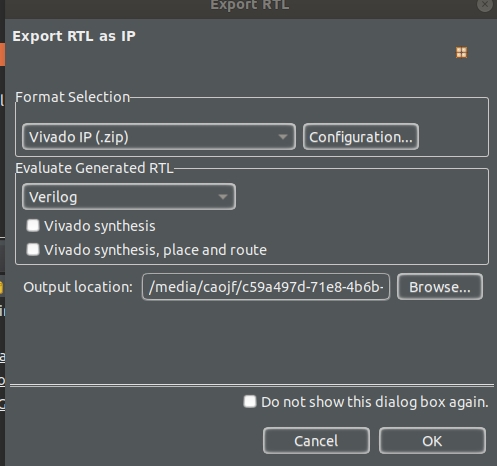 Export RTL
Export RTL as IP
Format Selection
Vivado IP (.zip)
Configuration...
Evaluate Generated RTL
Verilog
Vivado synthesis
Vivado synthesis, place and route
Output location:
/media/caojf/c59a497d-71e8-4b6b-
Browse...
Do not show this dialog box again.
Cancel
OK